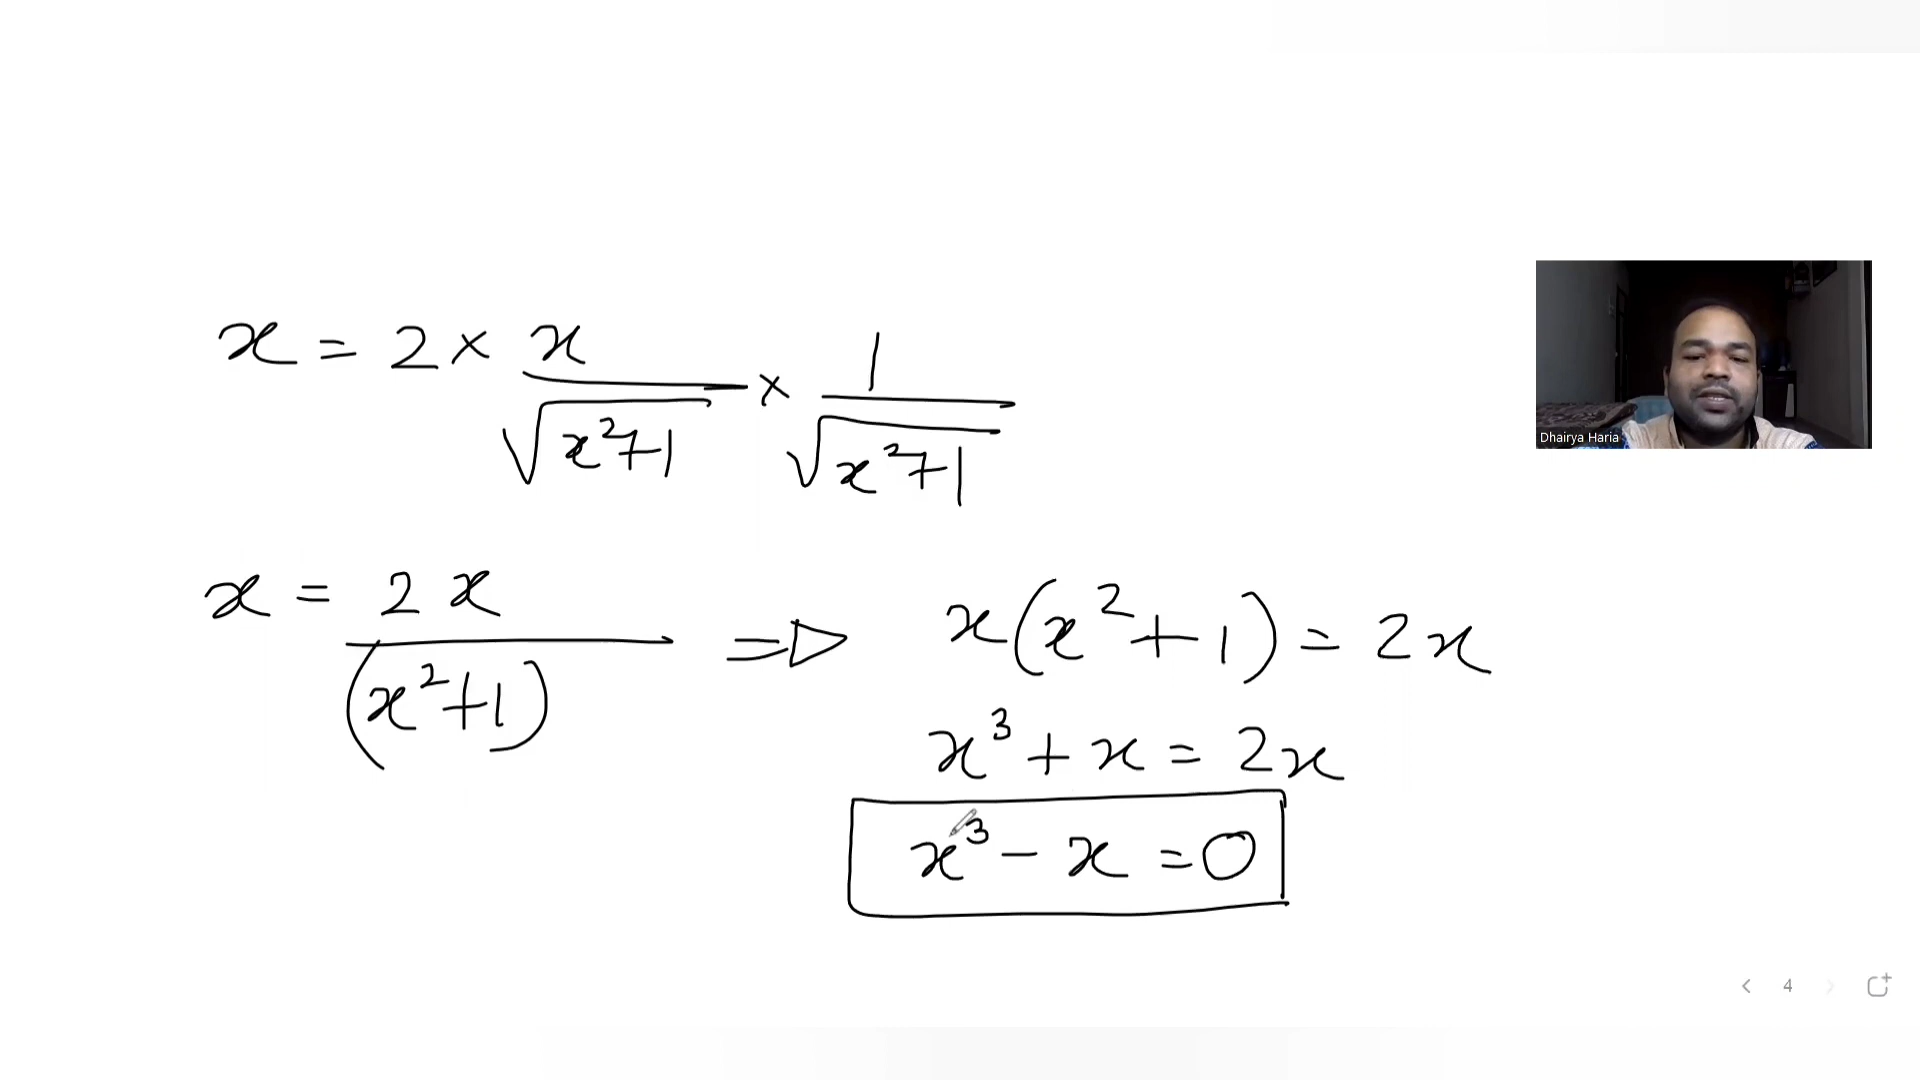 x = 2 × x/√(x²+1) × 1/√(x²+1)
Dhairya Haria
x = 2x/(x²+1) ⇒ x(x²+1) = 2x
x³ + x = 2x
x³ − x = 0
4